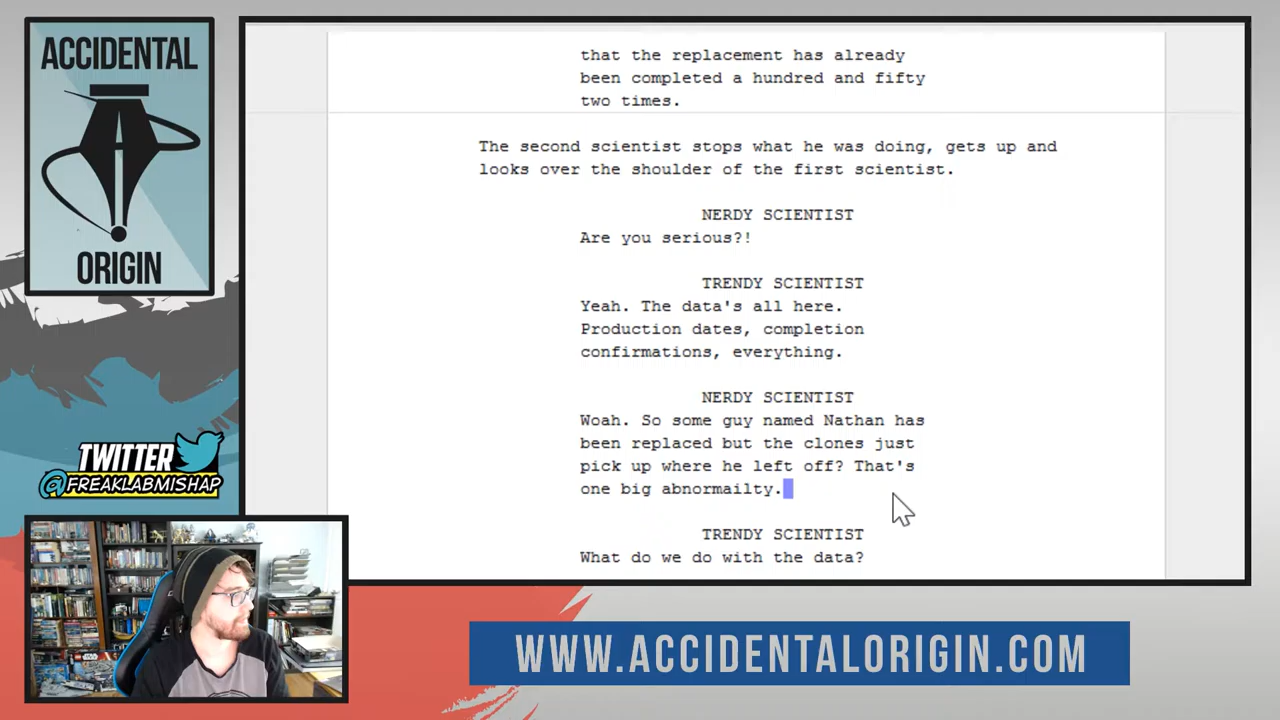 ACCIDENTAL
ORIGIN
that the replacement has already
been completed a hundred and fifty
two times.
The second scientist stops what he was doing, gets up and
looks over the shoulder of the first scientist.
NERDY SCIENTIST
Are you serious?!
TRENDY SCIENTIST
Yeah. The data's all here.
Production dates, completion
confirmations, everything.
NERDY SCIENTIST
Woah. So some guy named Nathan has
been replaced but the clones just
pick up where he left off? That's
one big abnormailty.
TRENDY SCIENTIST
What do we do with the data?
TWITTER
@FREAKLABMISHAP
WWW.ACCIDENTALORIGIN.COM